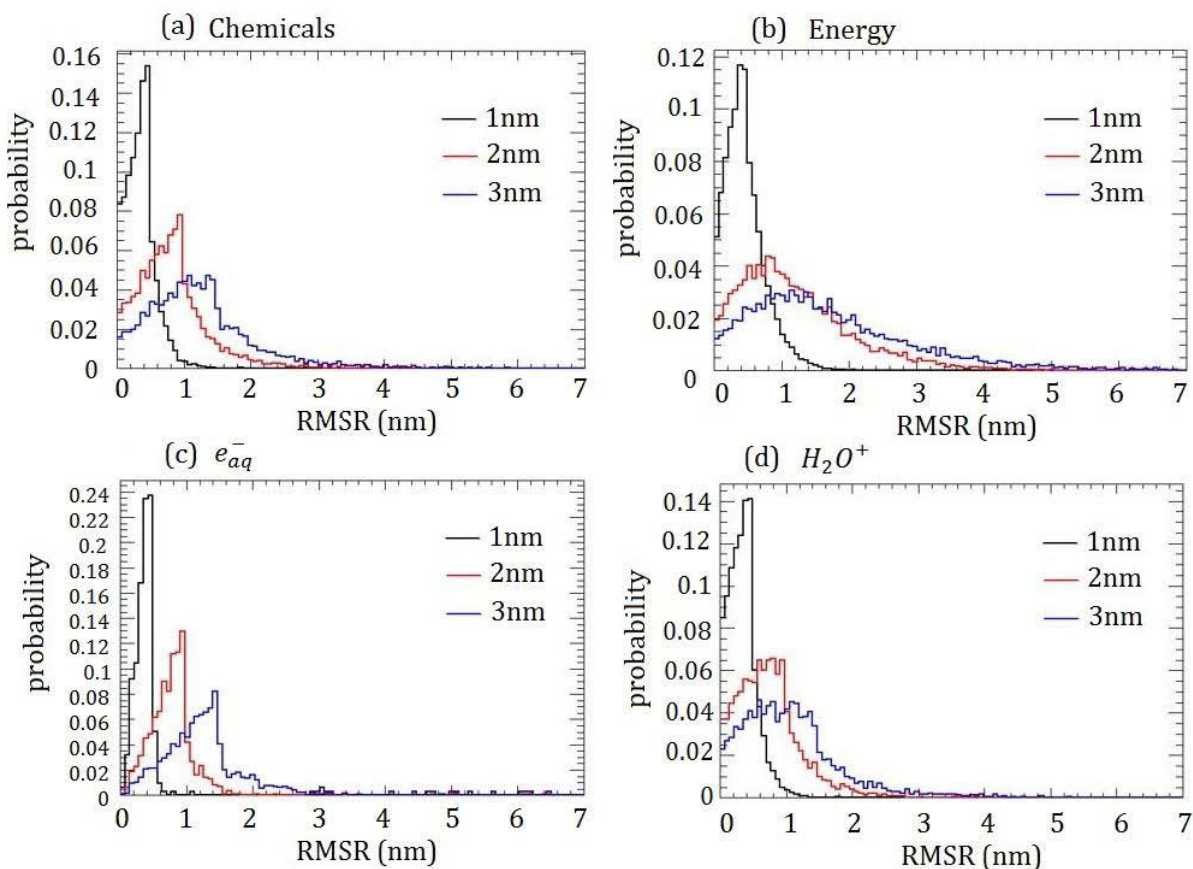 (a) Chemicals
0.16
0.14
0.12
0.1
0.08
0.06
0.04
0.02
0
probability
1nm
2nm
3nm
0 1 2 3 4 5 6 7
RMSR (nm)
(b) Energy
0.12
0.10
0.08
0.06
0.04
0.02
0
probability
1nm
2nm
3nm
0 1 2 3 4 5 6 7
RMSR (nm)
(c) e⁻aq
0.24
0.22
0.2
0.25
0.18
0.13
0.12
0.10
0.08
0.06
0.04
0.02
0
probability
1nm
2nm
3nm
0 1 2 3 4 5 6 7
RMSR (nm)
(d) H₂O⁺
0.14
0.12
0.10
0.08
0.06
0.04
0.02
0
probability
1nm
2nm
3nm
0 1 2 3 4 5 6 7
RMSR (nm)